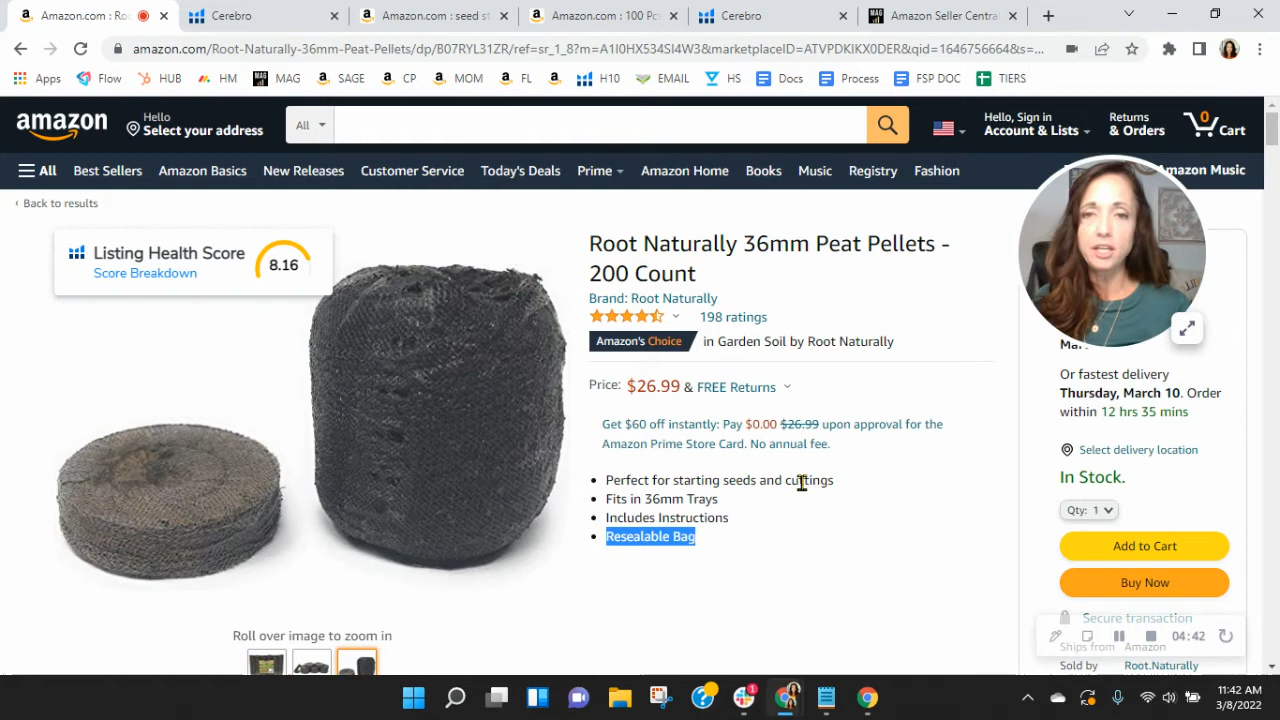 Amazon.com : Ro
Cerebro
Amazon.com : seed st
Amazon.com : 100 Pcs
Cerebro
Amazon Seller Central
amazon.com/Root-Naturally-36mm-Peat-Pellets/dp/B07RYL31ZR/ref=sr_1_8?m=A1I0HX534SI4W3&marketplaceID=ATVPDKIKX0DER&qid=1646756664&s=...
Apps Flow HUB HM MAG SAGE CP MOM FL H10 EMAIL HS Docs Process FSP DOC TIERS
amazon
Hello
Select your address
All
Hello, Sign in
Account & Lists
Returns
& Orders
0
Cart
All Best Sellers Amazon Basics New Releases Customer Service Today's Deals Prime Amazon Home Books Music Registry Fashion
Amazon Music
‹ Back to results
Listing Health Score
Score Breakdown
8.16
Root Naturally 36mm Peat Pellets -
200 Count
Brand: Root Naturally
198 ratings
Amazon's Choice in Garden Soil by Root Naturally
Price: $26.99 & FREE Returns
Get $60 off instantly: Pay $0.00 $26.99 upon approval for the
Amazon Prime Store Card. No annual fee.
• Perfect for starting seeds and cuttings
• Fits in 36mm Trays
• Includes Instructions
• Resealable Bag
Roll over image to zoom in
Or fastest delivery
Thursday, March 10. Order
within 12 hrs 35 mins
Select delivery location
In Stock.
Qty: 1
Add to Cart
Buy Now
Secure transaction
04:42
Ships from Amazon
Sold by Root.Naturally
1
11:42 AM
3/8/2022